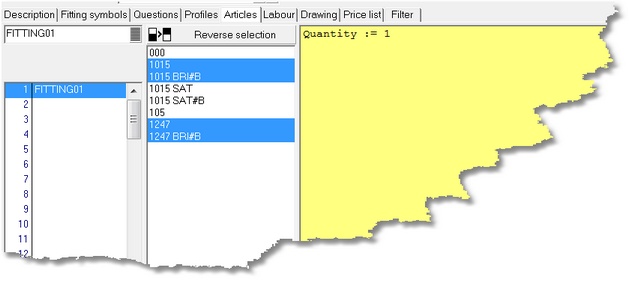 Description Fitting symbols Questions Profiles Articles Labour Drawing Price list Filter
FITTING01 Reverse selection
Quantity := 1
000
1015
1015 BRI#B
1015 SAT
1015 SAT#B
105
1247
1247 BRI#B
1 FITTING01
2
3
4
5
6
7
8
9
10
11
12